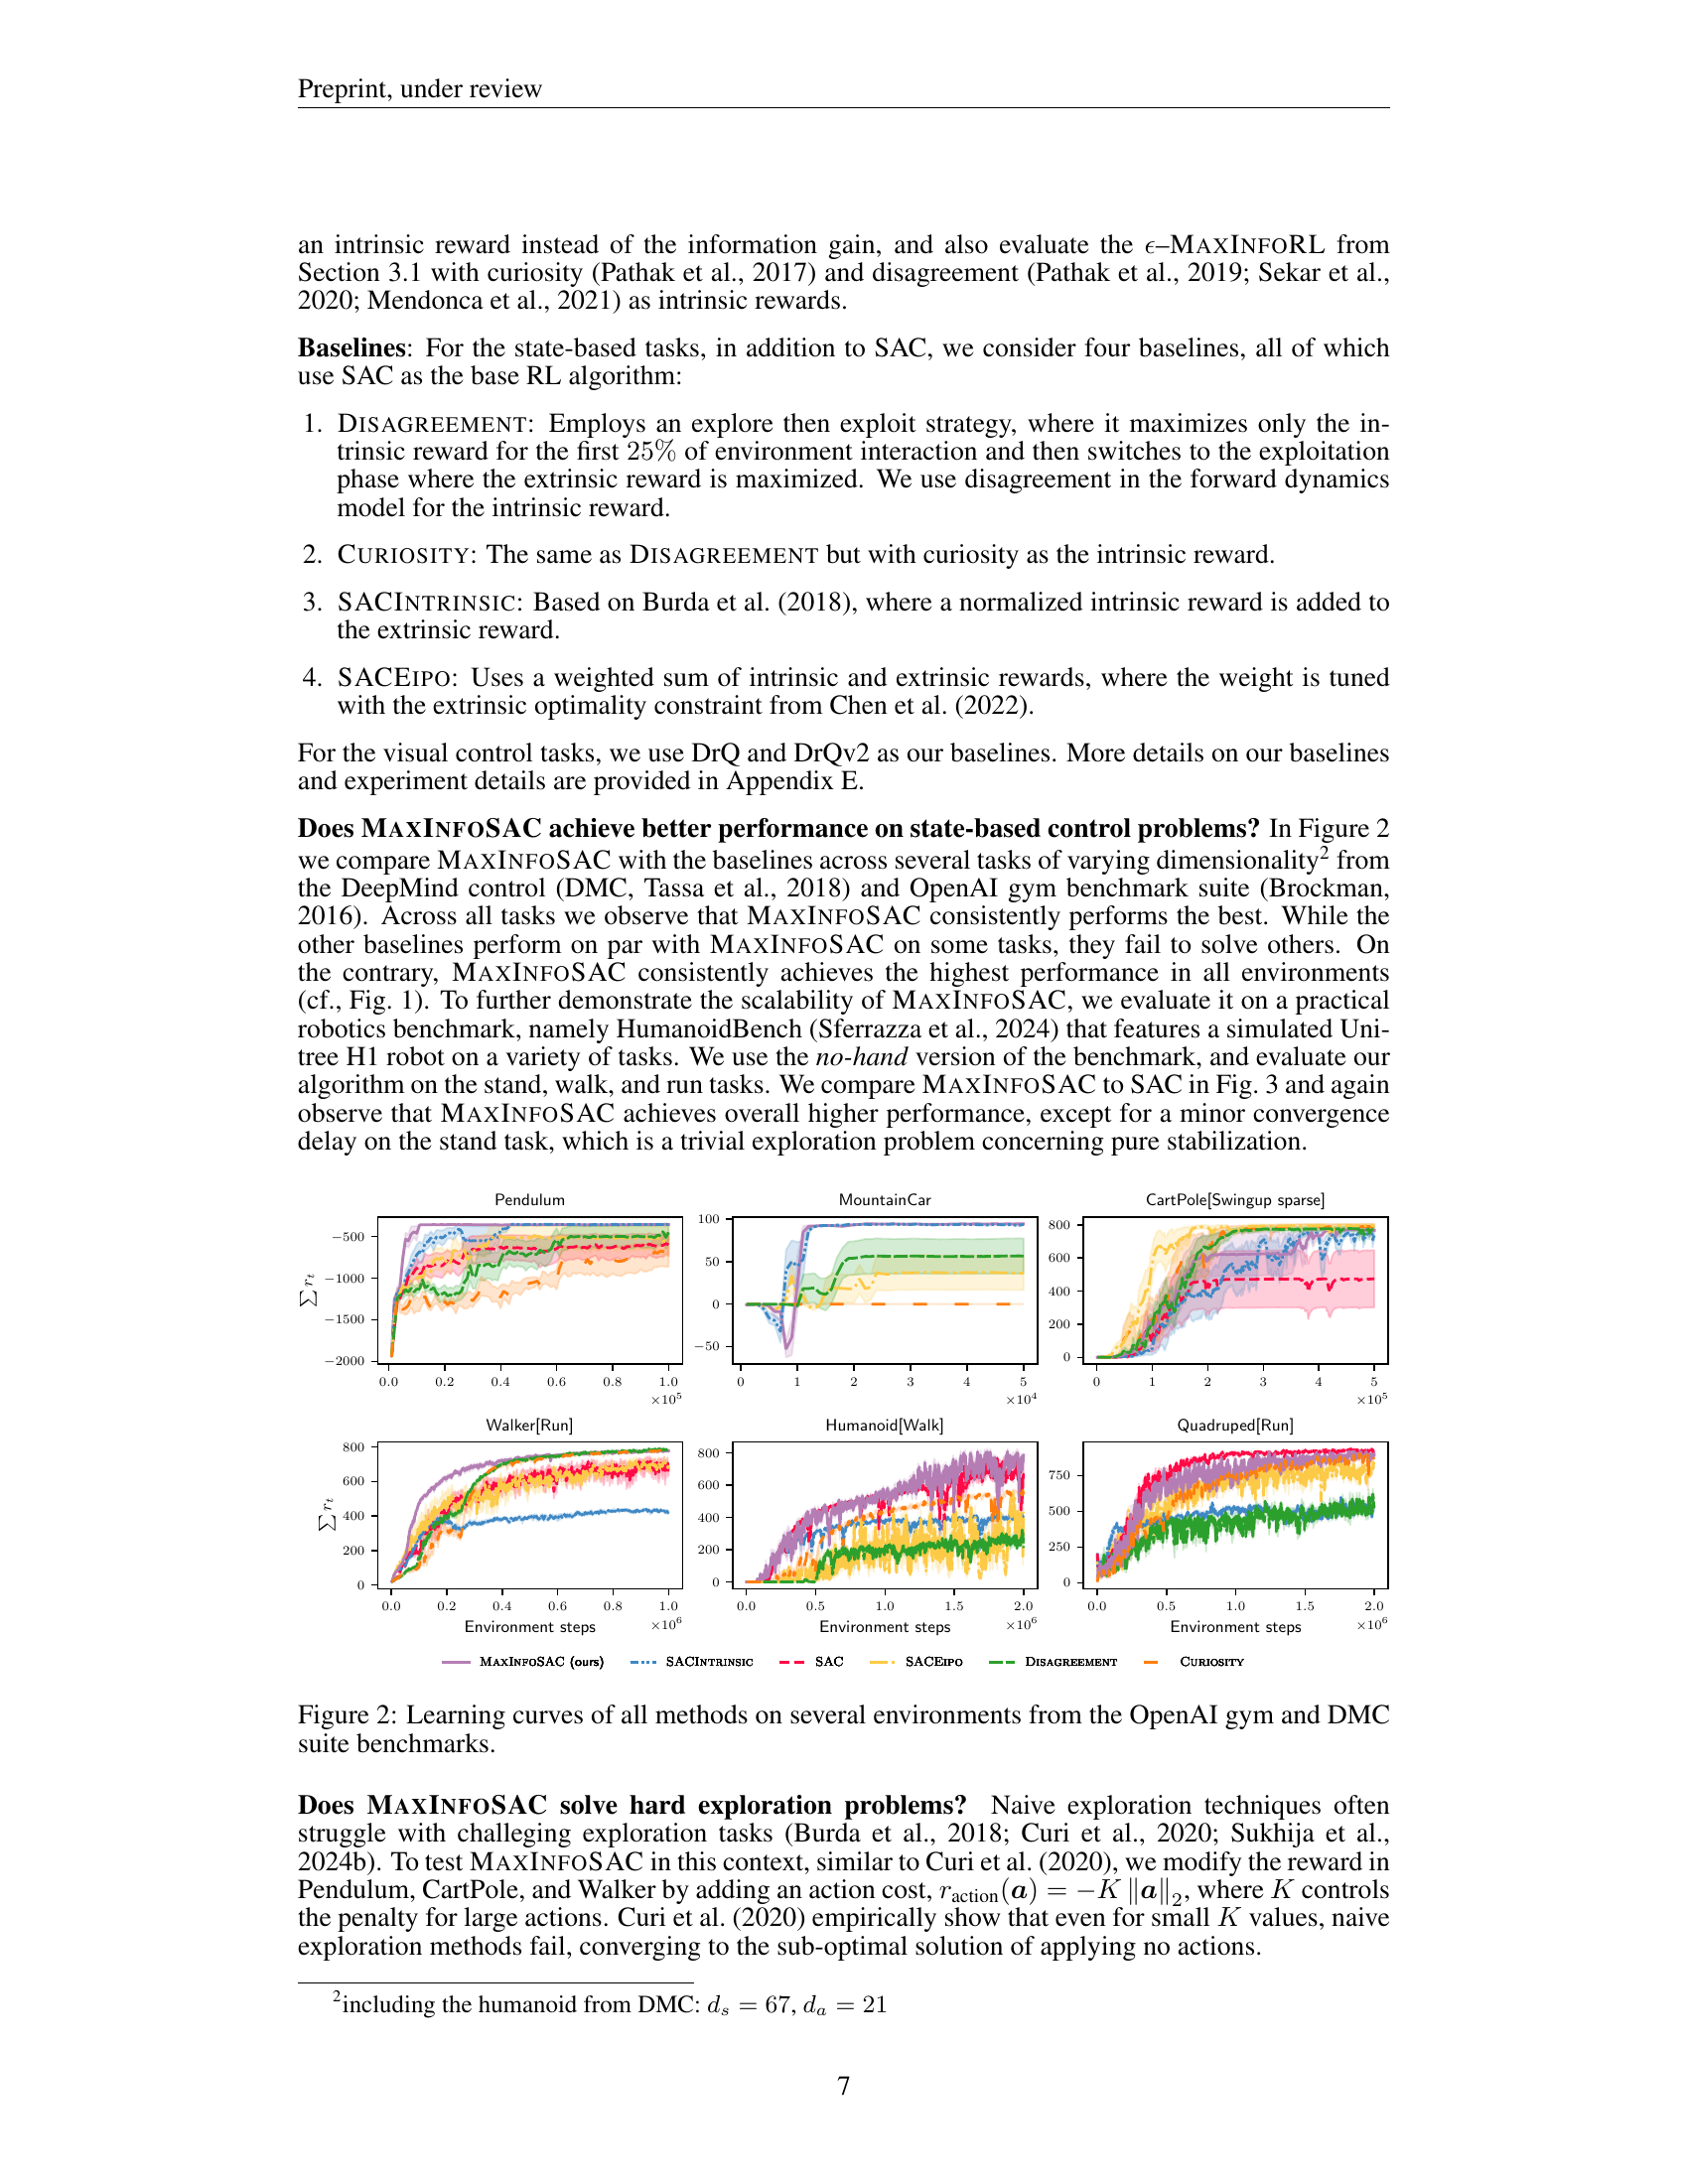 Preprint, under review
an intrinsic reward instead of the information gain, and also evaluate the ϵ–MAXINFORL from
Section 3.1 with curiosity (Pathak et al., 2017) and disagreement (Pathak et al., 2019; Sekar et al.,
2020; Mendonca et al., 2021) as intrinsic rewards.
Baselines: For the state-based tasks, in addition to SAC, we consider four baselines, all of which
use SAC as the base RL algorithm:
1. DISAGREEMENT: Employs an explore then exploit strategy, where it maximizes only the in-
trinsic reward for the first 25% of environment interaction and then switches to the exploitation
phase where the extrinsic reward is maximized. We use disagreement in the forward dynamics
model for the intrinsic reward.
2. CURIOSITY: The same as DISAGREEMENT but with curiosity as the intrinsic reward.
3. SACINTRINSIC: Based on Burda et al. (2018), where a normalized intrinsic reward is added to
the extrinsic reward.
4. SACEIPO: Uses a weighted sum of intrinsic and extrinsic rewards, where the weight is tuned
with the extrinsic optimality constraint from Chen et al. (2022).
For the visual control tasks, we use DrQ and DrQv2 as our baselines. More details on our baselines
and experiment details are provided in Appendix E.
Does MAXINFOSAC achieve better performance on state-based control problems? In Figure 2
we compare MAXINFOSAC with the baselines across several tasks of varying dimensionality² from
the DeepMind control (DMC, Tassa et al., 2018) and OpenAI gym benchmark suite (Brockman,
2016). Across all tasks we observe that MAXINFOSAC consistently performs the best. While the
other baselines perform on par with MAXINFOSAC on some tasks, they fail to solve others. On
the contrary, MAXINFOSAC consistently achieves the highest performance in all environments
(cf., Fig. 1). To further demonstrate the scalability of MAXINFOSAC, we evaluate it on a practical
robotics benchmark, namely HumanoidBench (Sferrazza et al., 2024) that features a simulated Uni-
tree H1 robot on a variety of tasks. We use the no-hand version of the benchmark, and evaluate our
algorithm on the stand, walk, and run tasks. We compare MAXINFOSAC to SAC in Fig. 3 and again
observe that MAXINFOSAC achieves overall higher performance, except for a minor convergence
delay on the stand task, which is a trivial exploration problem concerning pure stabilization.
Pendulum MountainCar CartPole[Swingup sparse]
∑ r_t
−500
−1000
−1500
−2000
0.0 0.2 0.4 0.6 0.8 1.0
×10⁵
100
50
0
−50
0 1 2 3 4 5
×10⁴
800
600
400
200
0
0 1 2 3 4 5
×10⁵
Walker[Run] Humanoid[Walk] Quadruped[Run]
∑ r_t
800
600
400
200
0
0.0 0.2 0.4 0.6 0.8 1.0
Environment steps ×10⁶
800
600
400
200
0
0.0 0.5 1.0 1.5 2.0
Environment steps ×10⁶
750
500
250
0
0.0 0.5 1.0 1.5 2.0
Environment steps ×10⁶
MAXINFOSAC (ours) SACINTRINSIC SAC SACEIPO DISAGREEMENT CURIOSITY
Figure 2: Learning curves of all methods on several environments from the OpenAI gym and DMC
suite benchmarks.
Does MAXINFOSAC solve hard exploration problems? Naive exploration techniques often
struggle with challeging exploration tasks (Burda et al., 2018; Curi et al., 2020; Sukhija et al.,
2024b). To test MAXINFOSAC in this context, similar to Curi et al. (2020), we modify the reward in
Pendulum, CartPole, and Walker by adding an action cost, r_action(a) = −K ∥a∥₂, where K controls
the penalty for large actions. Curi et al. (2020) empirically show that even for small K values, naive
exploration methods fail, converging to the sub-optimal solution of applying no actions.
²including the humanoid from DMC: d_s = 67, d_a = 21
7